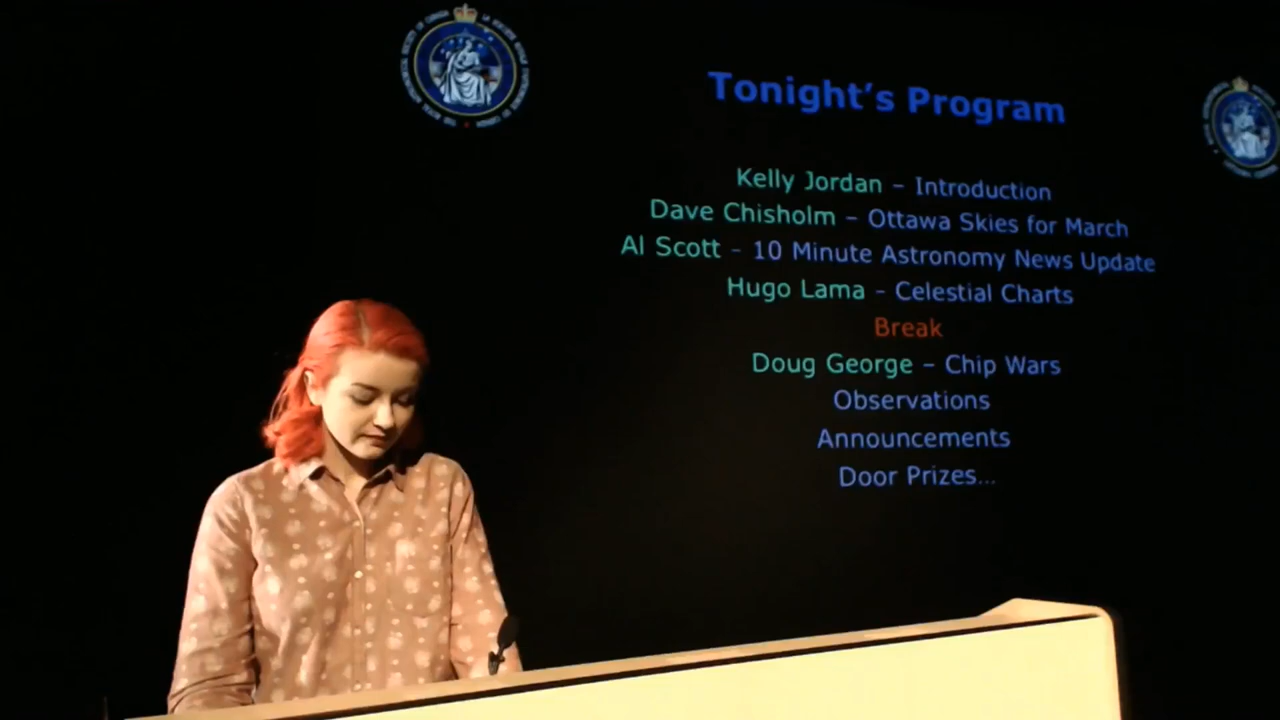 Tonight's Program
Kelly Jordan – Introduction
Dave Chisholm – Ottawa Skies for March
Al Scott – 10 Minute Astronomy News Update
Hugo Lama – Celestial Charts
Break
Doug George – Chip Wars
Observations
Announcements
Door Prizes...